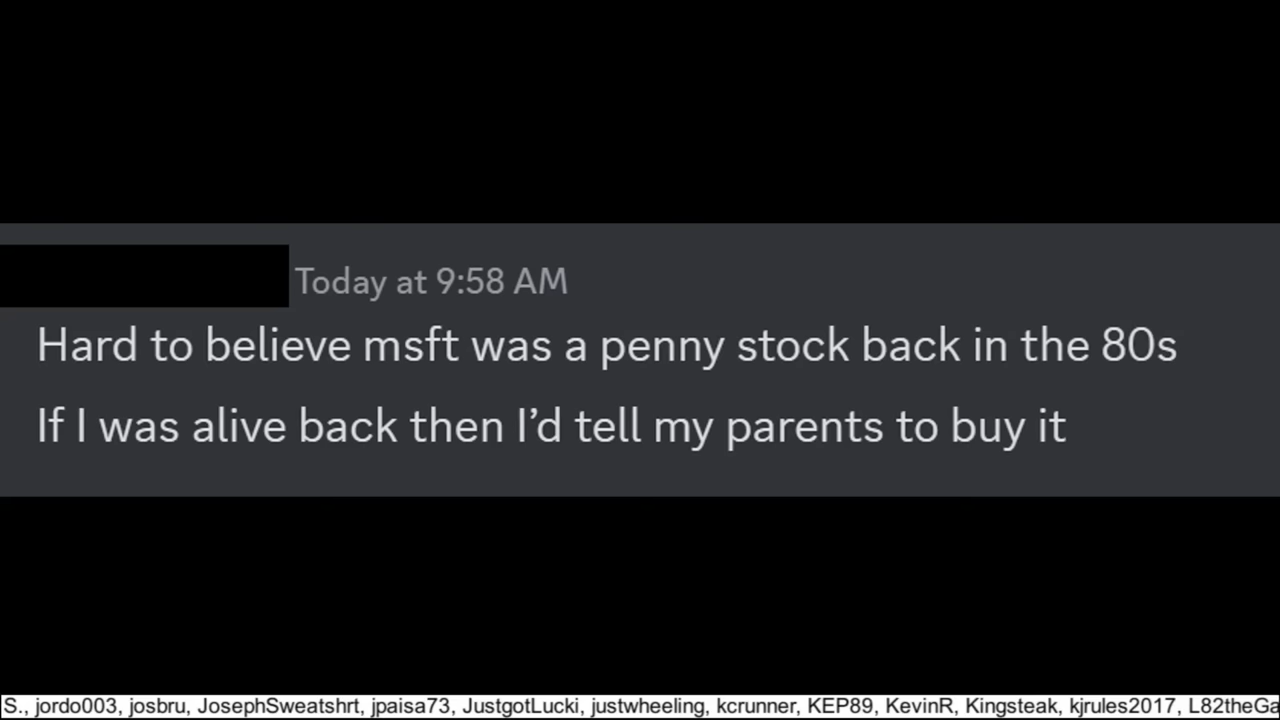 Today at 9:58 AM
Hard to believe msft was a penny stock back in the 80s
If I was alive back then I’d tell my parents to buy it
S., jordo003, josbru, JosephSweatshrt, jpaisa73, JustgotLucki, justwheeling, kcrunner, KEP89, KevinR, Kingsteak, kjrules2017, L82theGa